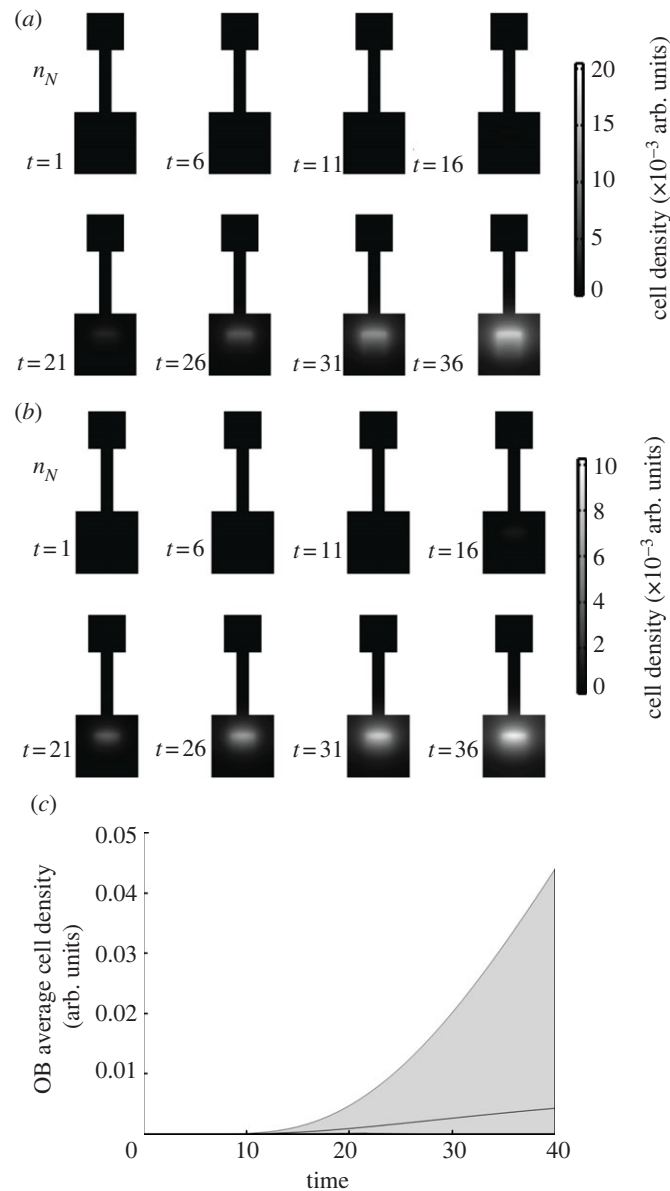 (a)
n_N
t=1 t=6 t=11 t=16
t=21 t=26 t=31 t=36
20
15
10
5
0
cell density (×10⁻³ arb. units)
(b)
n_N
t=1 t=6 t=11 t=16
t=21 t=26 t=31 t=36
10
8
6
4
2
0
cell density (×10⁻³ arb. units)
(c)
OB average cell density
(arb. units)
0.05
0.04
0.03
0.02
0.01
0 10 20 30 40
time